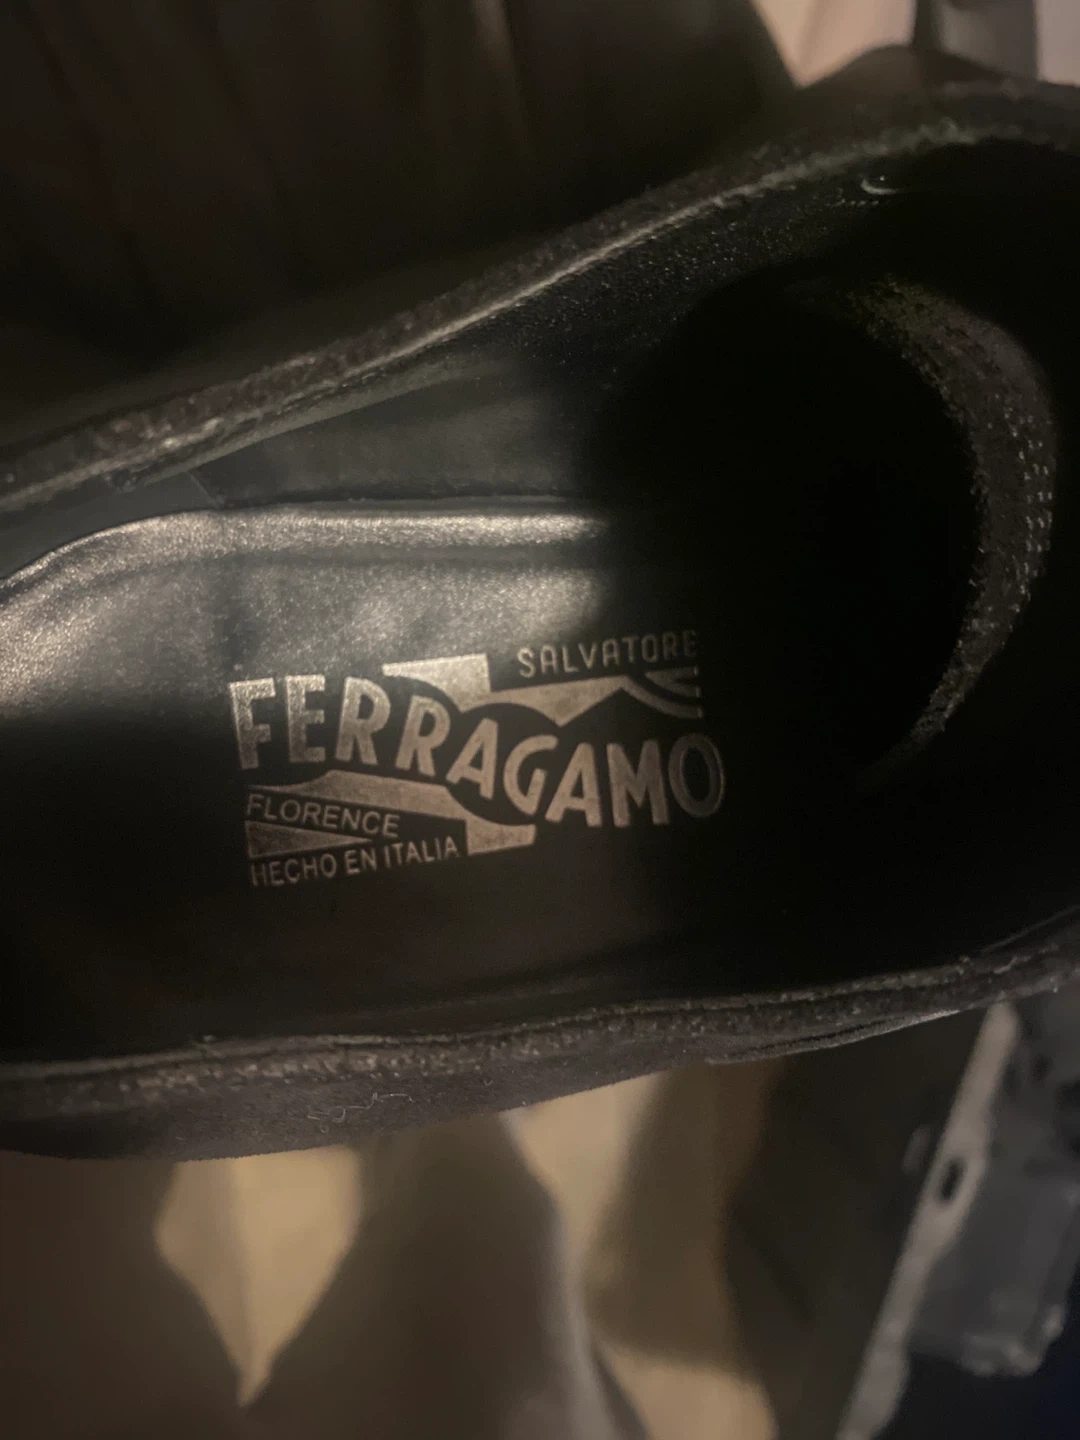 SALVATORE
FERRAGAMO
FLORENCE
HECHO EN ITALIA